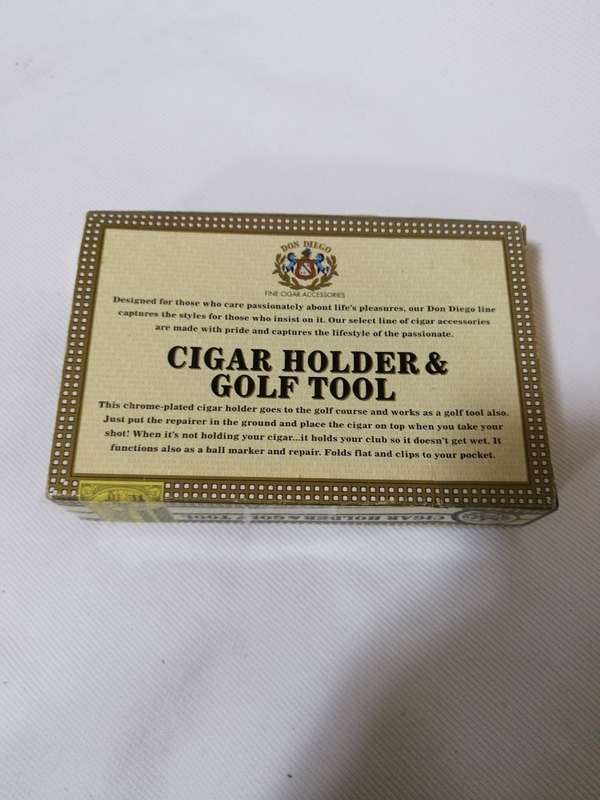 DON DIEGO
FINE CIGAR ACCESSORIES
Designed for those who care passionately about life's pleasures, our Don Diego line
captures the styles for those who insist on it. Our select line of cigar accessories
are made with pride and captures the lifestyle of the passionate.
CIGAR HOLDER &
GOLF TOOL
This chrome-plated cigar holder goes to the golf course and works as a golf tool also.
Just put the repairer in the ground and place the cigar on top when you take your
shot! When it's not holding your cigar...it holds your club so it doesn't get wet. It
functions also as a ball marker and repair. Folds flat and clips to your pocket.
CIGAR HOLDER & GOLF TOOL